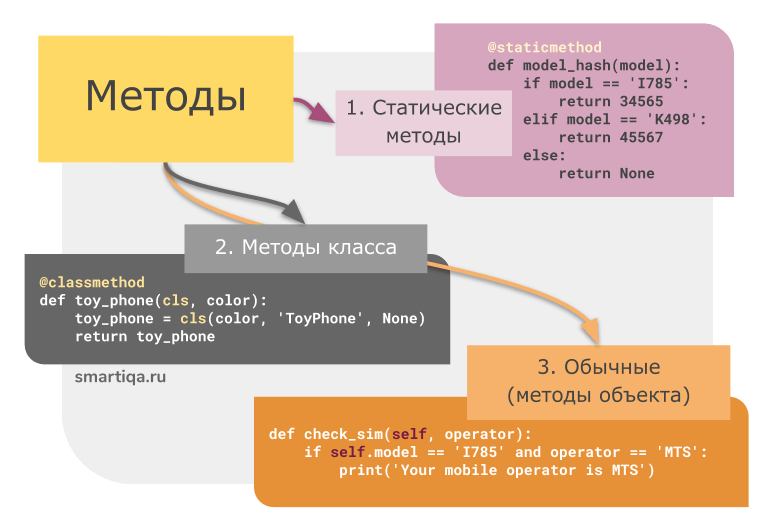 Методы
1. Статические
методы
@staticmethod
def model_hash(model):
    if model == 'I785':
        return 34565
    elif model == 'K498':
        return 45567
    else:
        return None
2. Методы класса
@classmethod
def toy_phone(cls, color):
    toy_phone = cls(color, 'ToyPhone', None)
    return toy_phone
smartiqa.ru
3. Обычные
(методы объекта)
def check_sim(self, operator):
    if self.model == 'I785' and operator == 'MTS':
        print('Your mobile operator is MTS')